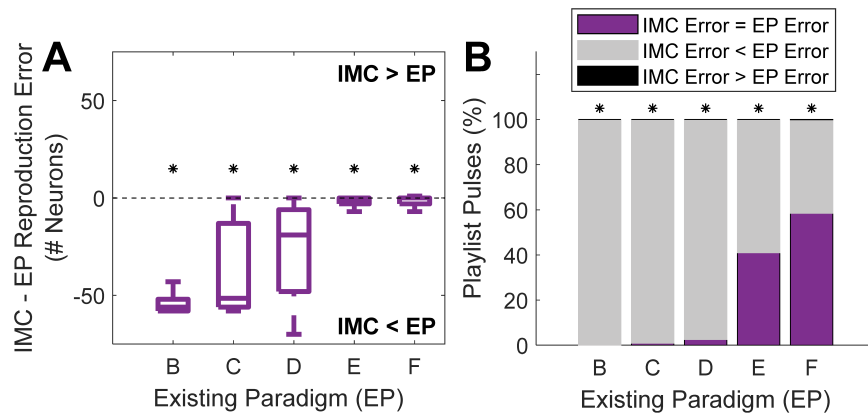 A
IMC - EP Reproduction Error
(# Neurons)
50
0
-50
IMC > EP
* * * * *
IMC < EP
B C D E F
Existing Paradigm (EP)
B
IMC Error = EP Error
IMC Error < EP Error
IMC Error > EP Error
Playlist Pulses (%)
100
80
60
40
20
0
* * * * *
B C D E F
Existing Paradigm (EP)